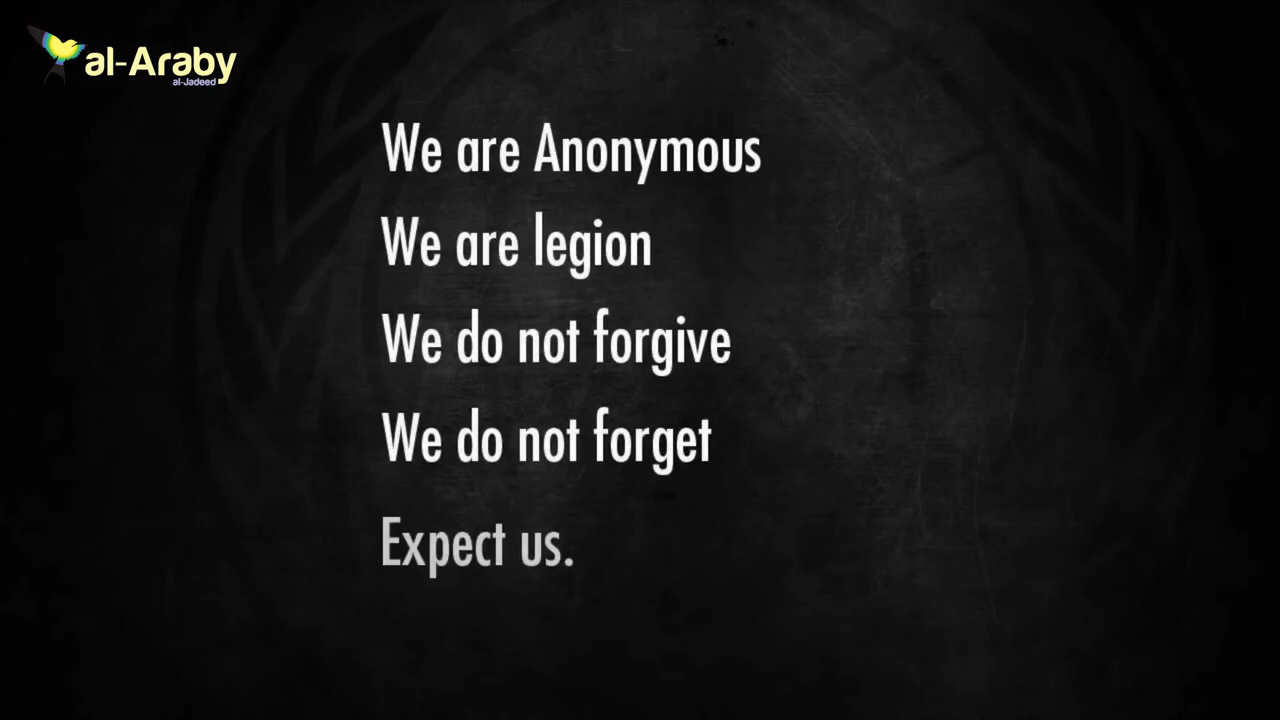 al-Araby
al-Jadeed
We are Anonymous
We are legion
We do not forgive
We do not forget
Expect us.